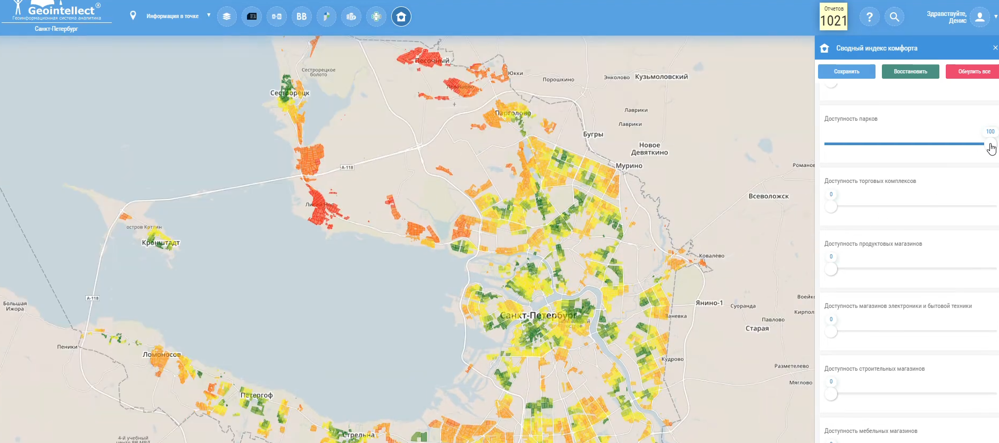 Geointellect®
Геоинформационная система аналитика
Санкт-Петербург
Информация в точке
BB
Отчетов
1021
?
Здравствуйте,
Денис
Сводный индекс комфорта
Сохранить
Восстановить
Обнулить все
Доступность парков
100
Доступность торговых комплексов
0
Доступность продуктовых магазинов
0
Доступность магазинов электроники и бытовой техники
0
Доступность строительных магазинов
0
Доступность мебельных магазинов
Песочный
Сестрорецкое
болото
Юкки
Порошкино
Энколово
Кузьмоловский
Левашово
Сестрорецк
Парголово
Лаврики
Лаврики
Бугры
Новое
Девяткино
Мурино
А-118
Романов
Лисий Нос
Всеволожск
остров Котлин
Кронштадт
Ковалёво
А-118
Большая
Ижора
Янино-1
Суоранда
Воейко
Кирпол
Санкт-Петербург
Заневка
Павлово
Старая
Пеники
Ломоносов
Кудрово
Разметелево
Мяглово
Петергоф
Стрельна
4-й учебный
центр ВВ МВД